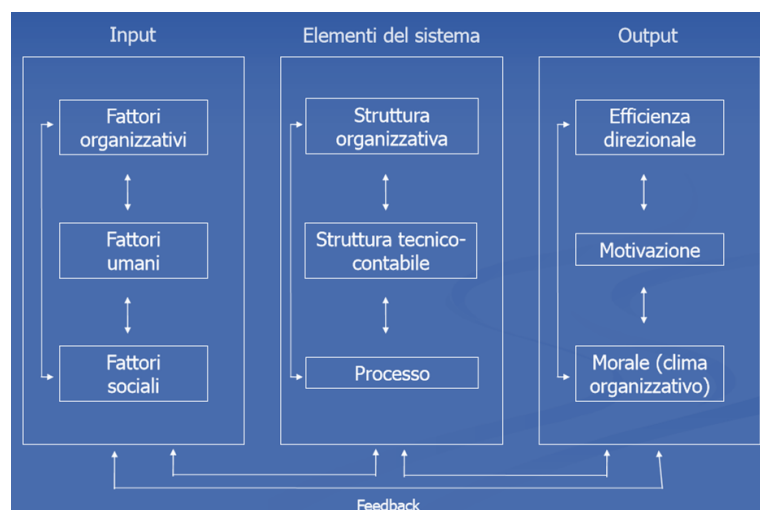 Input
Elementi del sistema
Output
Fattori
organizzativi
Fattori
umani
Fattori
sociali
Struttura
organizzativa
Struttura tecnico-
contabile
Processo
Efficienza
direzionale
Motivazione
Morale (clima
organizzativo)
Feedback